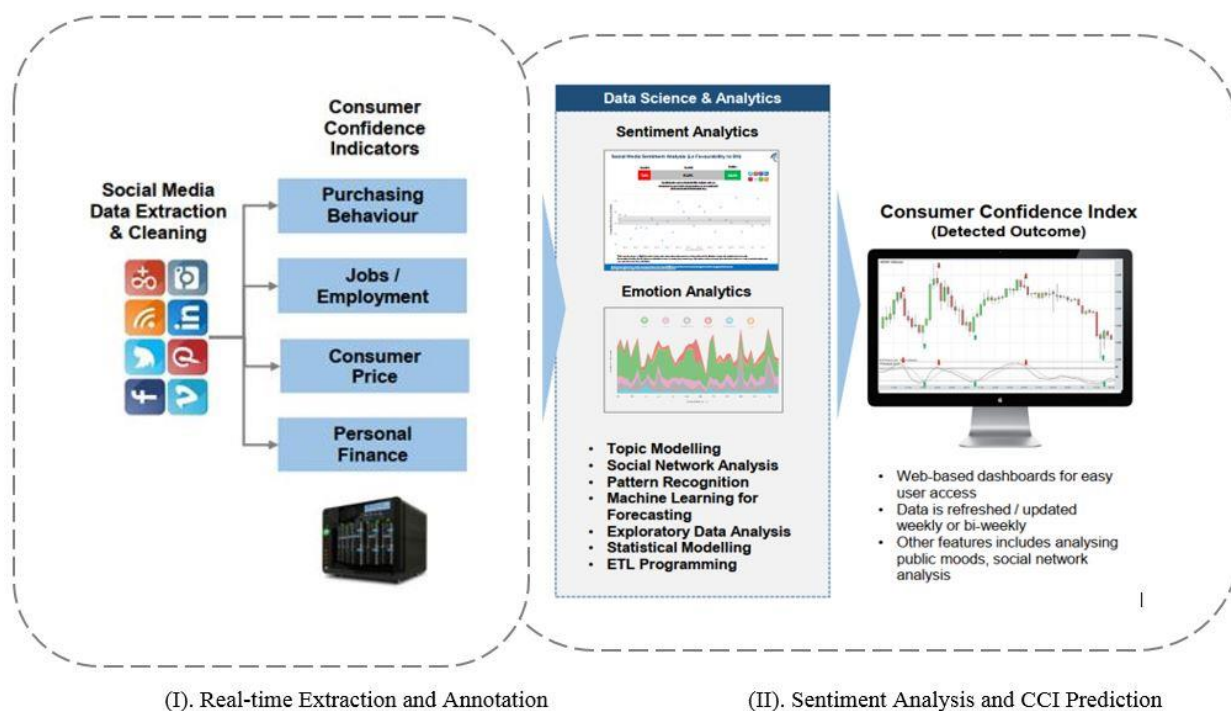 Consumer
Confidence
Indicators
Social Media
Data Extraction
& Cleaning
Purchasing
Behaviour
Jobs /
Employment
Consumer
Price
Personal
Finance
Data Science & Analytics
Sentiment Analytics
Social Media Sentiment Analysis
Emotion Analytics
• Topic Modelling
• Social Network Analysis
• Pattern Recognition
• Machine Learning for
Forecasting
• Exploratory Data Analysis
• Statistical Modelling
• ETL Programming
Consumer Confidence Index
(Detected Outcome)
• Web-based dashboards for easy
user access
• Data is refreshed / updated
weekly or bi-weekly
• Other features includes analysing
public moods, social network
analysis
(I). Real-time Extraction and Annotation
(II). Sentiment Analysis and CCI Prediction